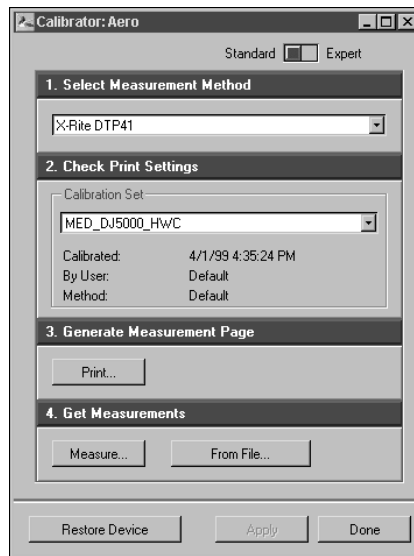 Calibrator: Aero
Standard Expert
1. Select Measurement Method
X-Rite DTP41
2. Check Print Settings
Calibration Set
MED_DJ5000_HWC
Calibrated: 4/1/99 4:35:24 PM
By User: Default
Method: Default
3. Generate Measurement Page
Print...
4. Get Measurements
Measure... From File...
Restore Device Apply Done